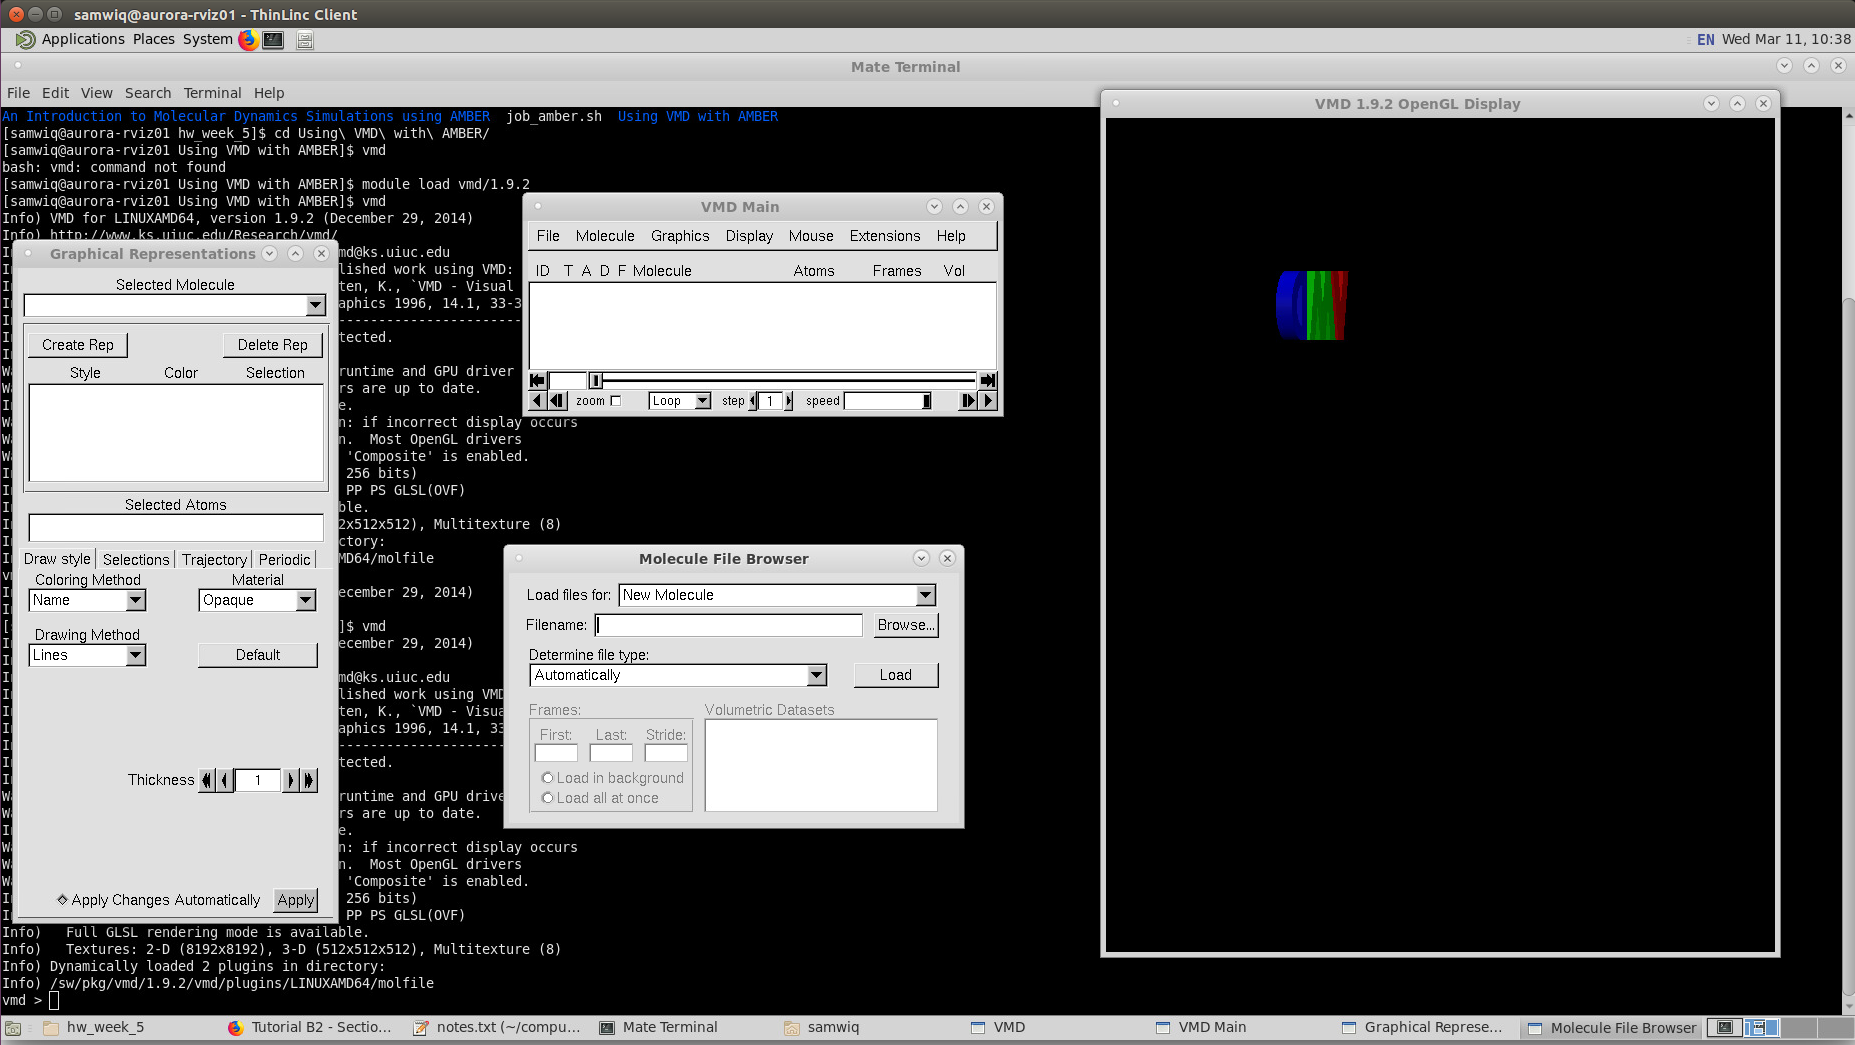 samwiq@aurora-rviz01 - ThinLinc Client
Applications Places System EN Wed Mar 11, 10:38
Mate Terminal
File Edit View Search Terminal Help
An Introduction to Molecular Dynamics Simulations using AMBER job_amber.sh Using VMD with AMBER
[samwiq@aurora-rviz01 hw_week_5]$ cd Using\ VMD\ with\ AMBER/
[samwiq@aurora-rviz01 Using VMD with AMBER]$ vmd
bash: vmd: command not found
[samwiq@aurora-rviz01 Using VMD with AMBER]$ module load vmd/1.9.2
[samwiq@aurora-rviz01 Using VMD with AMBER]$ vmd
Info) VMD for LINUXAMD64, version 1.9.2 (December 29, 2014)
Info) http://www.ks.uiuc.edu/Research/vmd/
md@ks.uiuc.edu
lished work using VMD:
ten, K., `VMD - Visual
aphics 1996, 14.1, 33-3
-----------------------
tected.
runtime and GPU driver
rs are up to date.
e.
n: if incorrect display occurs
n. Most OpenGL drivers
'Composite' is enabled.
256 bits)
PP PS GLSL(OVF)
ble.
2x512x512), Multitexture (8)
ctory:
MD64/molfile
ecember 29, 2014)
]$ vmd
ecember 29, 2014)
md@ks.uiuc.edu
lished work using VMD
ten, K., `VMD - Visua
aphics 1996, 14.1, 33
---------------------
tected.
runtime and GPU drive
rs are up to date.
e.
n: if incorrect display occurs
n. Most OpenGL drivers
'Composite' is enabled.
256 bits)
PP PS GLSL(OVF)
Info) Full GLSL rendering mode is available.
Info) Textures: 2-D (8192x8192), 3-D (512x512x512), Multitexture (8)
Info) Dynamically loaded 2 plugins in directory:
Info) /sw/pkg/vmd/1.9.2/vmd/plugins/LINUXAMD64/molfile
vmd >
Graphical Representations
Selected Molecule
Create Rep Delete Rep
Style Color Selection
Selected Atoms
Draw style Selections Trajectory Periodic
Coloring Method Material
Name Opaque
Drawing Method
Lines Default
Thickness 1
Apply Changes Automatically Apply
VMD Main
File Molecule Graphics Display Mouse Extensions Help
ID T A D F Molecule Atoms Frames Vol
zoom Loop step 1 speed
Molecule File Browser
Load files for: New Molecule
Filename: Browse...
Determine file type:
Automatically Load
Frames: Volumetric Datasets
First: Last: Stride:
Load in background
Load all at once
VMD 1.9.2 OpenGL Display
hw_week_5 Tutorial B2 - Sectio... notes.txt (~/compu... Mate Terminal samwiq VMD VMD Main Graphical Represe... Molecule File Browser